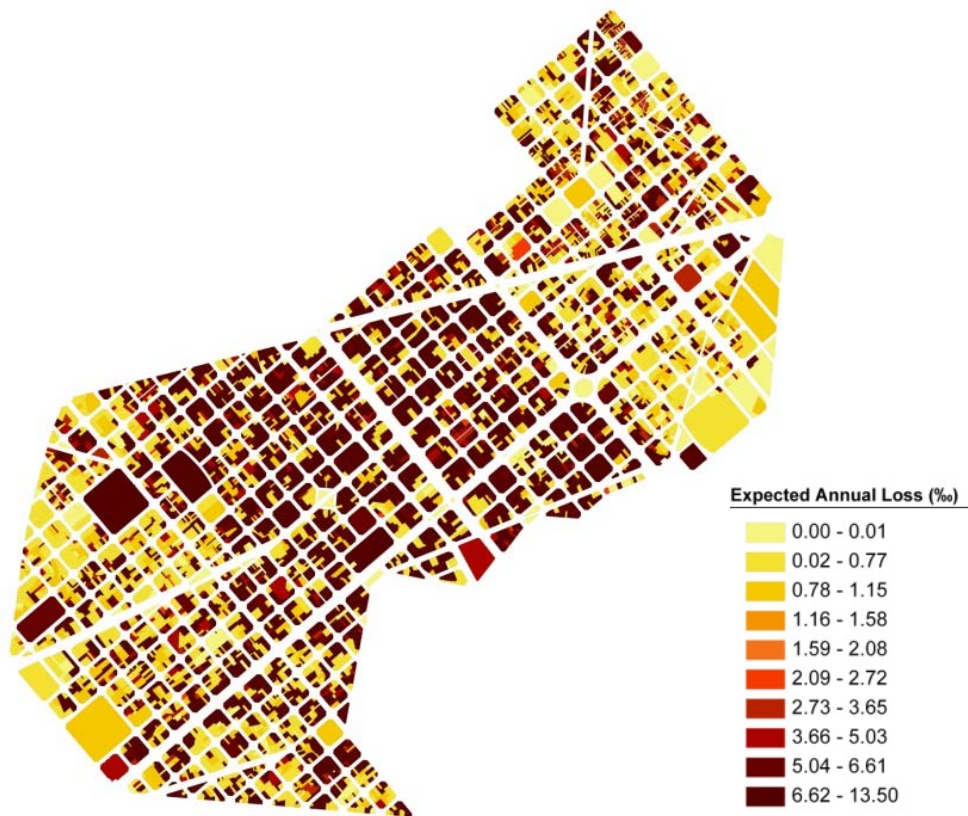 Expected Annual Loss (‰)
0.00 - 0.01
0.02 - 0.77
0.78 - 1.15
1.16 - 1.58
1.59 - 2.08
2.09 - 2.72
2.73 - 3.65
3.66 - 5.03
5.04 - 6.61
6.62 - 13.50